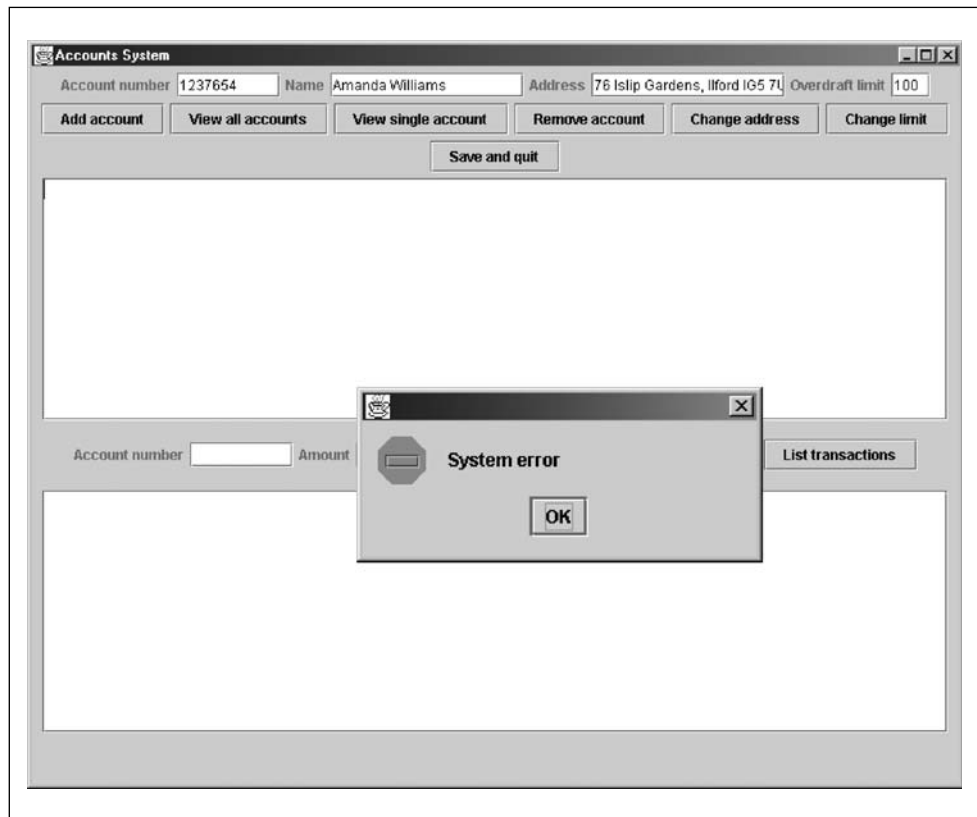 Accounts System
Account number 1237654 Name Amanda Williams Address 76 Islip Gardens, Ilford IG5 7U Overdraft limit 100
Add account View all accounts View single account Remove account Change address Change limit
Save and quit
System error
Account number Amount List transactions
OK